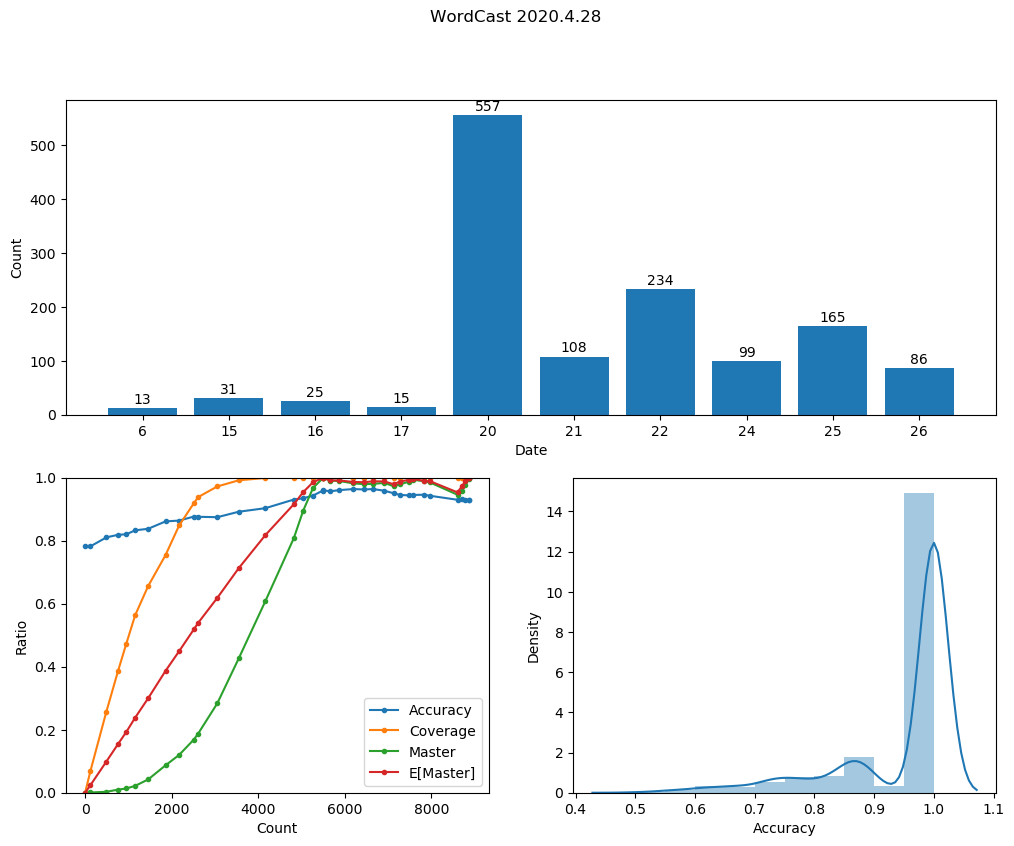 WordCast 2020.4.28
557
500
400
300
234
200
165
108
99
100
86
31
25
13
15
0
Count
6 15 16 17 20 21 22 24 25 26
Date
1.0
0.8
0.6
0.4
0.2
0.0
Ratio
Accuracy
Coverage
Master
E[Master]
0 2000 4000 6000 8000
Count
14
12
10
8
6
4
2
0
Density
0.4 0.5 0.6 0.7 0.8 0.9 1.0 1.1
Accuracy